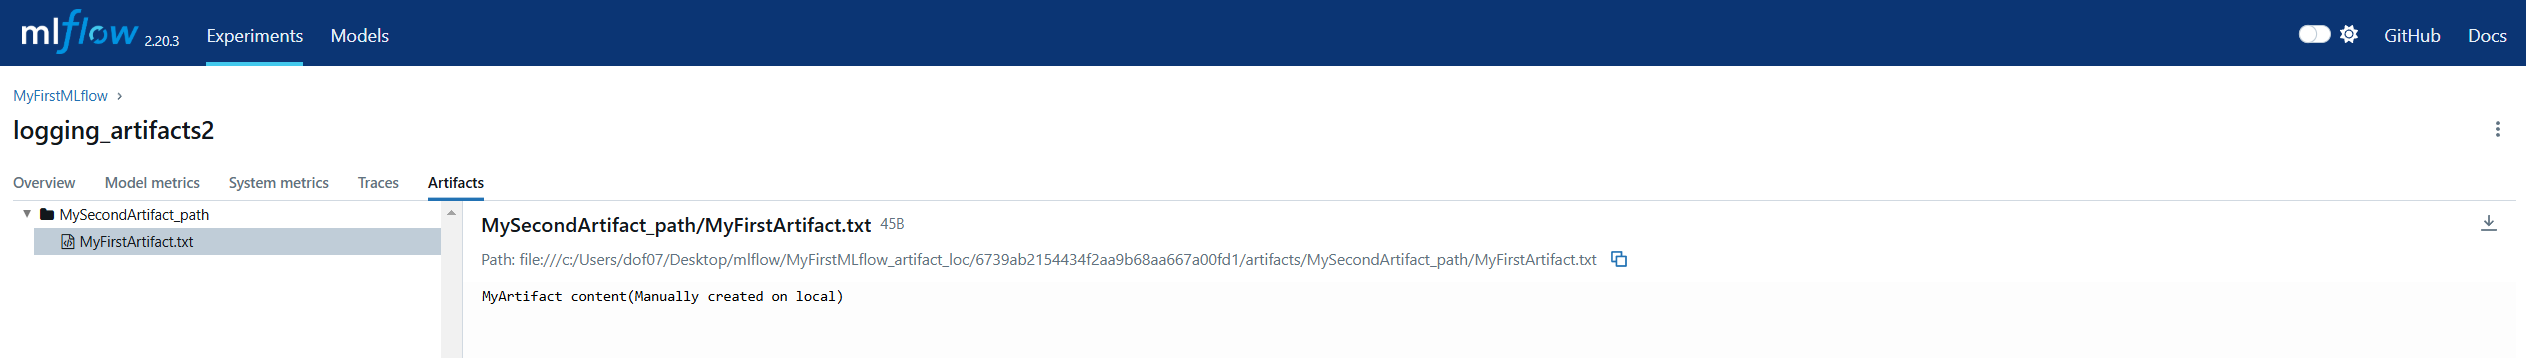 mlflow 2.20.3 Experiments Models GitHub Docs
MyFirstMLflow
logging_artifacts2
Overview Model metrics System metrics Traces Artifacts
MySecondArtifact_path
MyFirstArtifact.txt
MySecondArtifact_path/MyFirstArtifact.txt 45B
Path: file:///c:/Users/dof07/Desktop/mlflow/MyFirstMLflow_artifact_loc/6739ab2154434f2aa9b68aa667a00fd1/artifacts/MySecondArtifact_path/MyFirstArtifact.txt
MyArtifact content(Manually created on local)